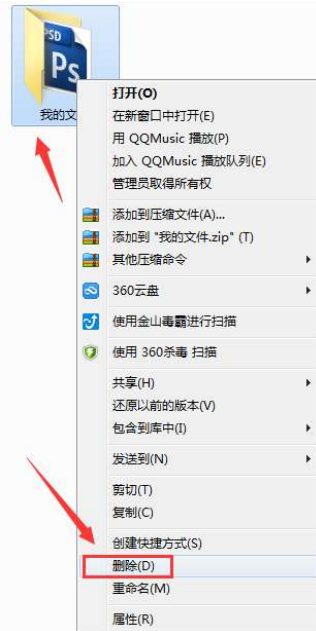 PSD
Ps
我的文
打开(O)
在新窗口中打开(E)
用 QQMusic 播放(P)
加入 QQMusic 播放队列(E)
管理员取得所有权
添加到压缩文件(A)...
添加到 "我的文件.zip" (T)
其他压缩命令
360云盘
使用金山毒霸进行扫描
使用 360杀毒 扫描
共享(H)
还原以前的版本(V)
包含到库中(I)
发送到(N)
剪切(T)
复制(C)
创建快捷方式(S)
删除(D)
重命名(M)
属性(R)